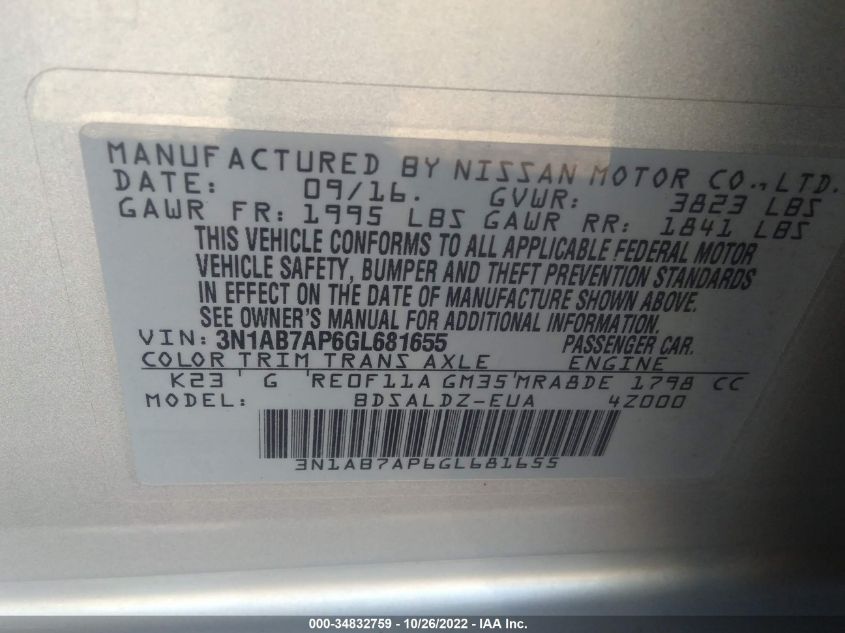 MANUFACTURED BY NISSAN MOTOR CO., LTD.
DATE: 09/16. GVWR: 3823 LBS
GAWR FR: 1995 LBS GAWR RR: 1841 LBS
THIS VEHICLE CONFORMS TO ALL APPLICABLE FEDERAL MOTOR
VEHICLE SAFETY, BUMPER AND THEFT PREVENTION STANDARDS
IN EFFECT ON THE DATE OF MANUFACTURE SHOWN ABOVE.
SEE OWNER'S MANUAL FOR ADDITIONAL INFORMATION.
VIN: 3N1AB7AP6GL681655 PASSENGER CAR.
COLOR TRIM TRANS AXLE ENGINE
K23 ' G 'RE0F11A GM35'MRA8DE 1798 CC
MODEL: BDSALDZ-EUA 4Z000
3N1AB7AP6GL681655
000-34832759 - 10/26/2022 - IAA Inc.